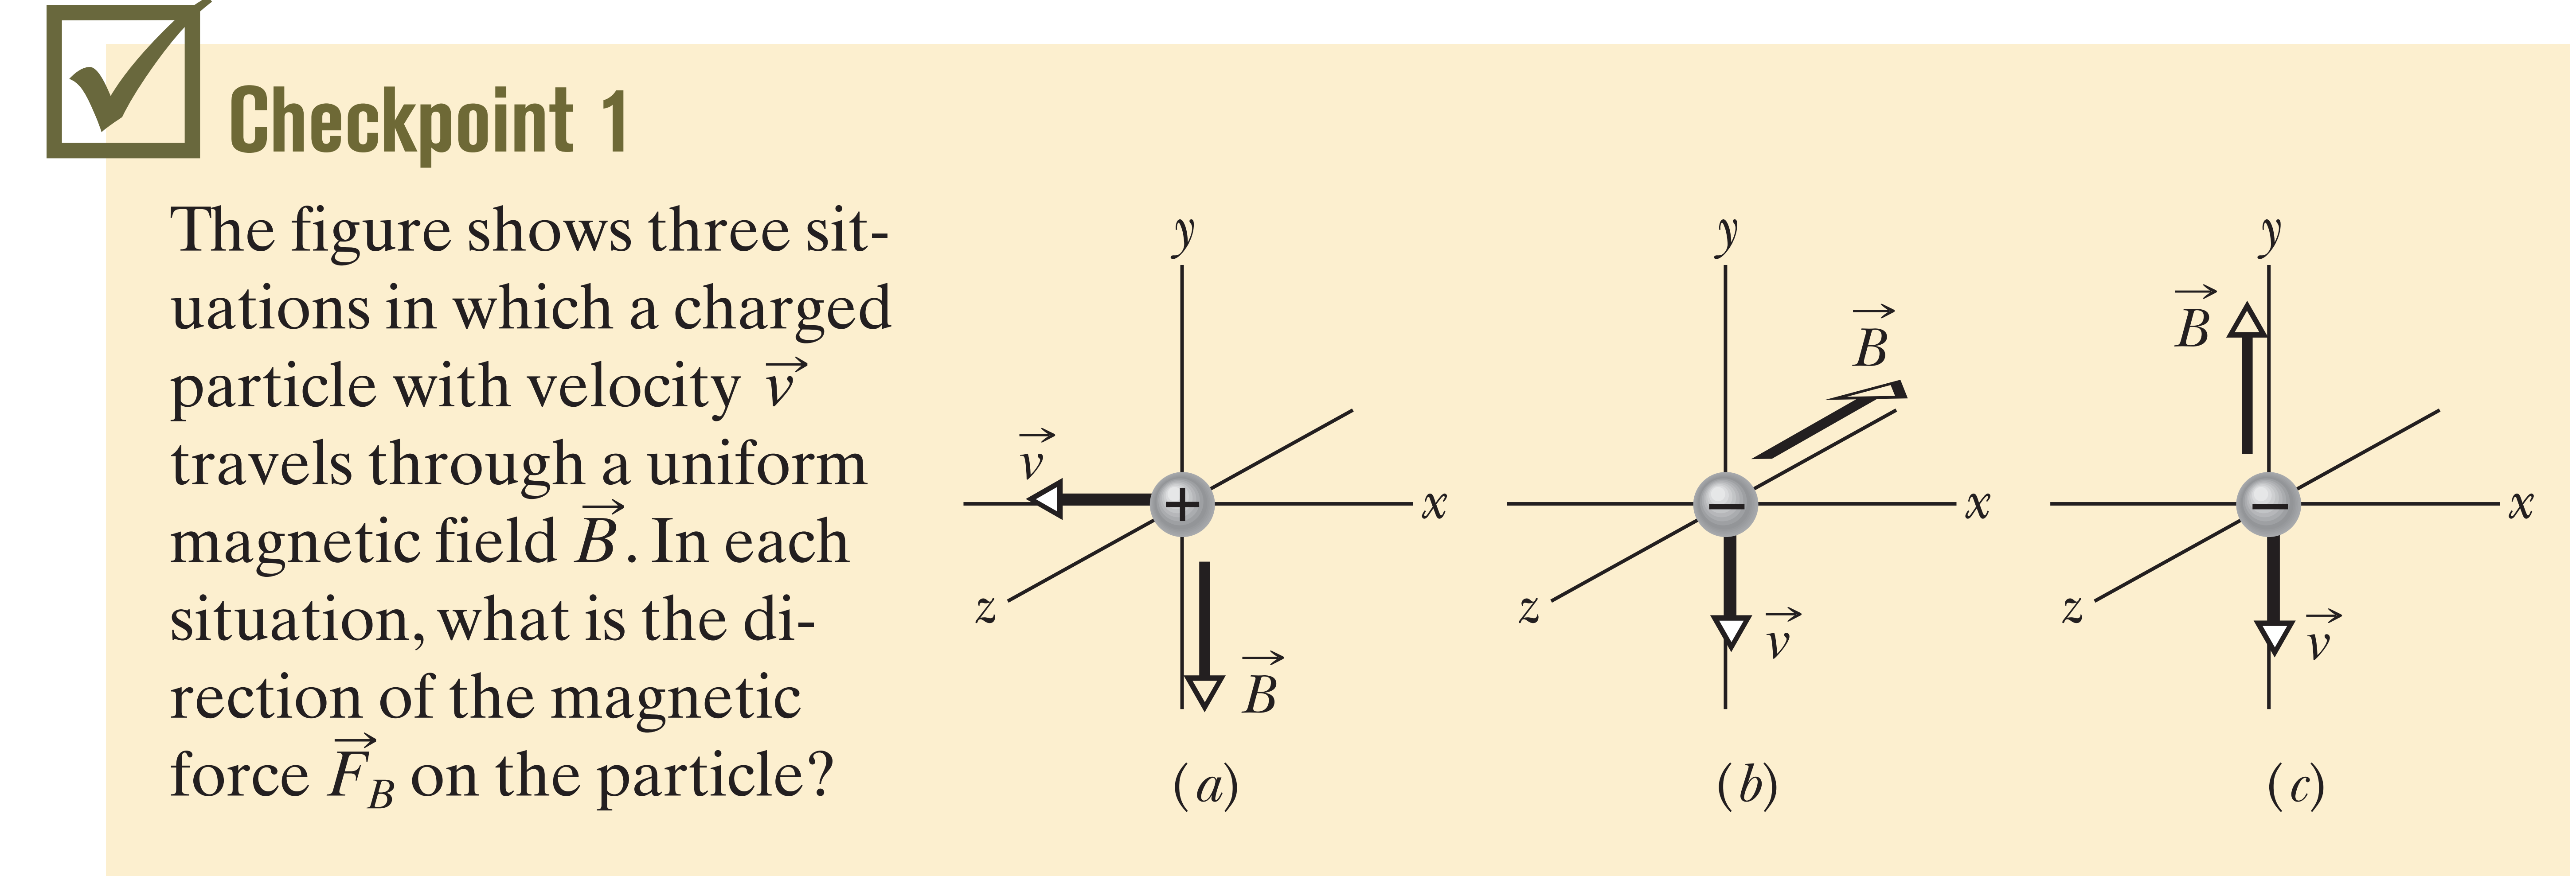 Checkpoint 1
The figure shows three sit-
uations in which a charged
particle with velocity v⃗
travels through a uniform
magnetic field B⃗. In each
situation, what is the di-
rection of the magnetic
force F⃗_B on the particle?
y
v⃗
+
x
z
B⃗
(a)
y
B⃗
−
x
z
v⃗
(b)
y
B⃗
−
x
z
v⃗
(c)